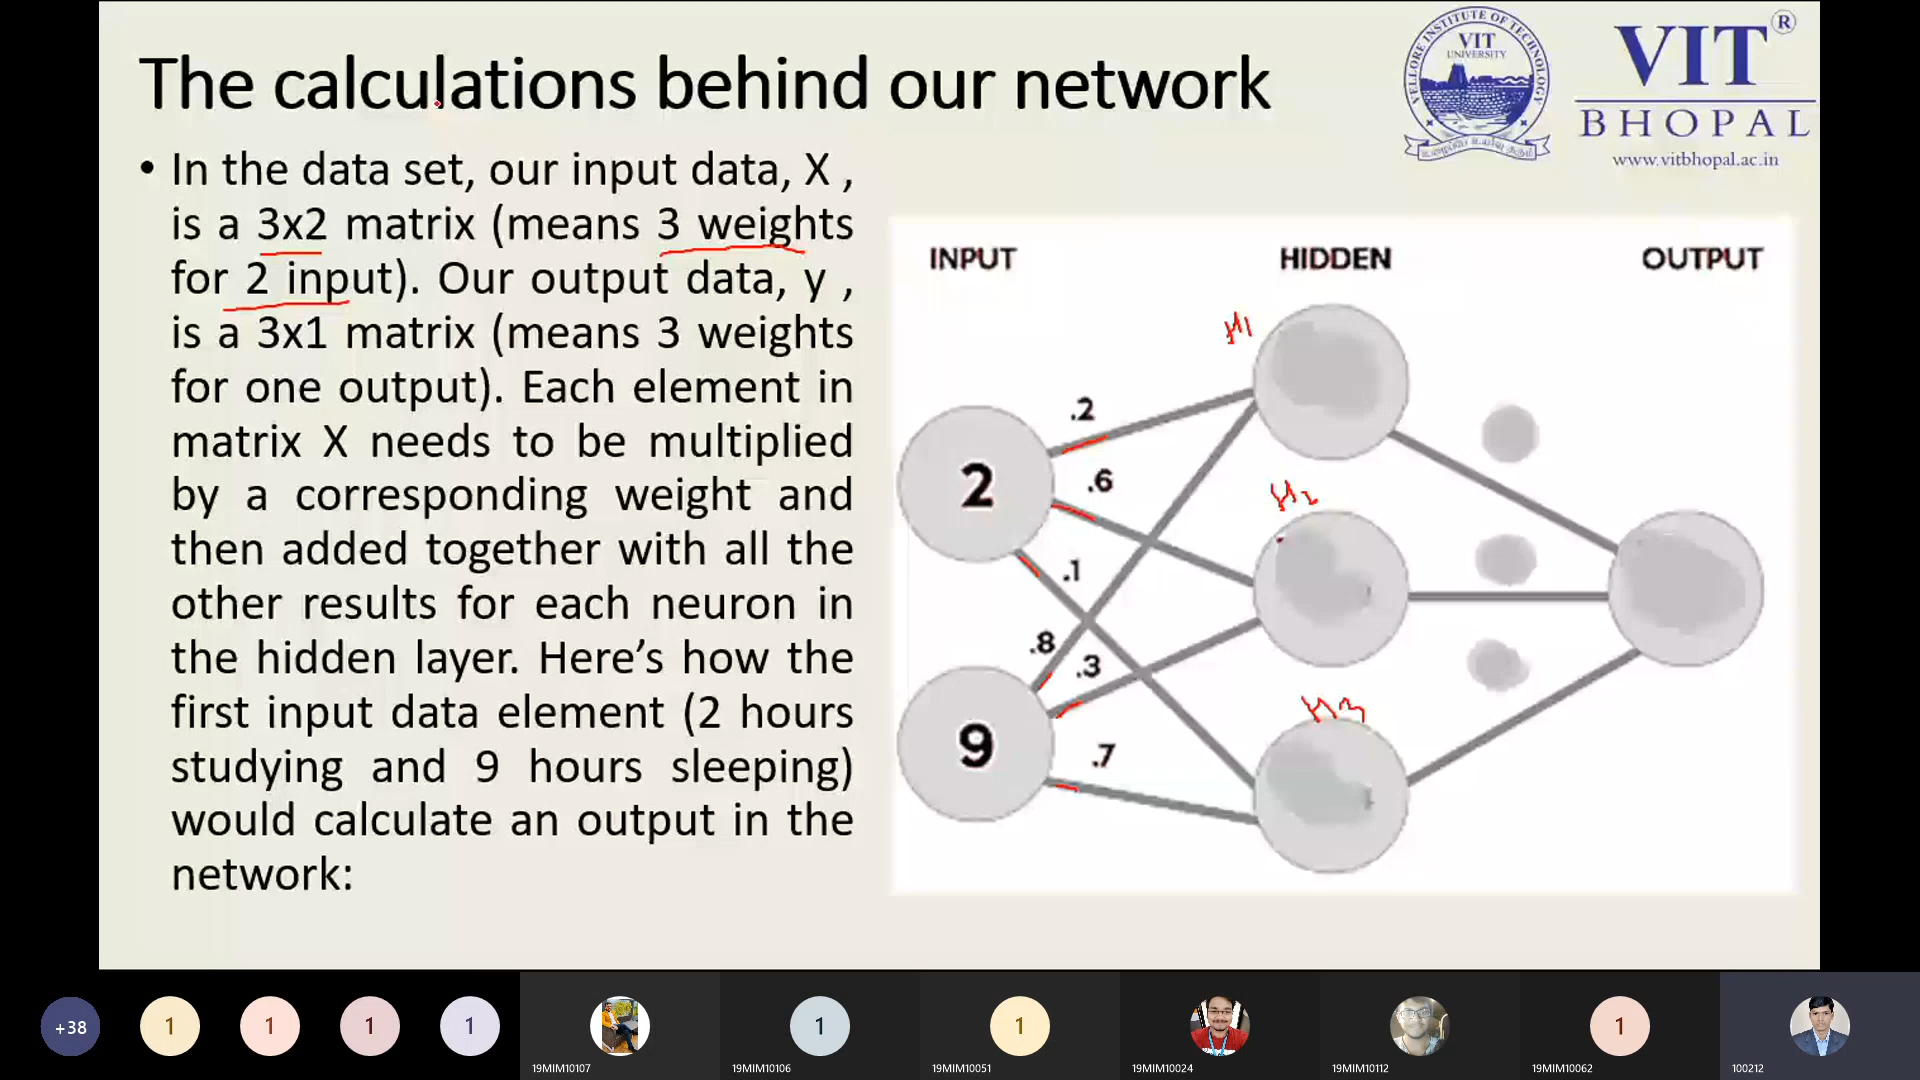 The calculations behind our network
VELLORE INSTITUTE OF TECHNOLOGY
VIT
UNIVERSITY
VIT®
BHOPAL
www.vitbhopal.ac.in
• In the data set, our input data, X ,
is a 3x2 matrix (means 3 weights
for 2 input). Our output data, y ,
is a 3x1 matrix (means 3 weights
for one output). Each element in
matrix X needs to be multiplied
by a corresponding weight and
then added together with all the
other results for each neuron in
the hidden layer. Here’s how the
first input data element (2 hours
studying and 9 hours sleeping)
would calculate an output in the
network:
INPUT HIDDEN OUTPUT
H1
.2
2
.6
H2
.1
.8
.3
H3
9
.7
+38 1 1 1 1 1 1 1
19MIM10107 19MIM10106 19MIM10051 19MIM10024 19MIM10112 19MIM10062 100212